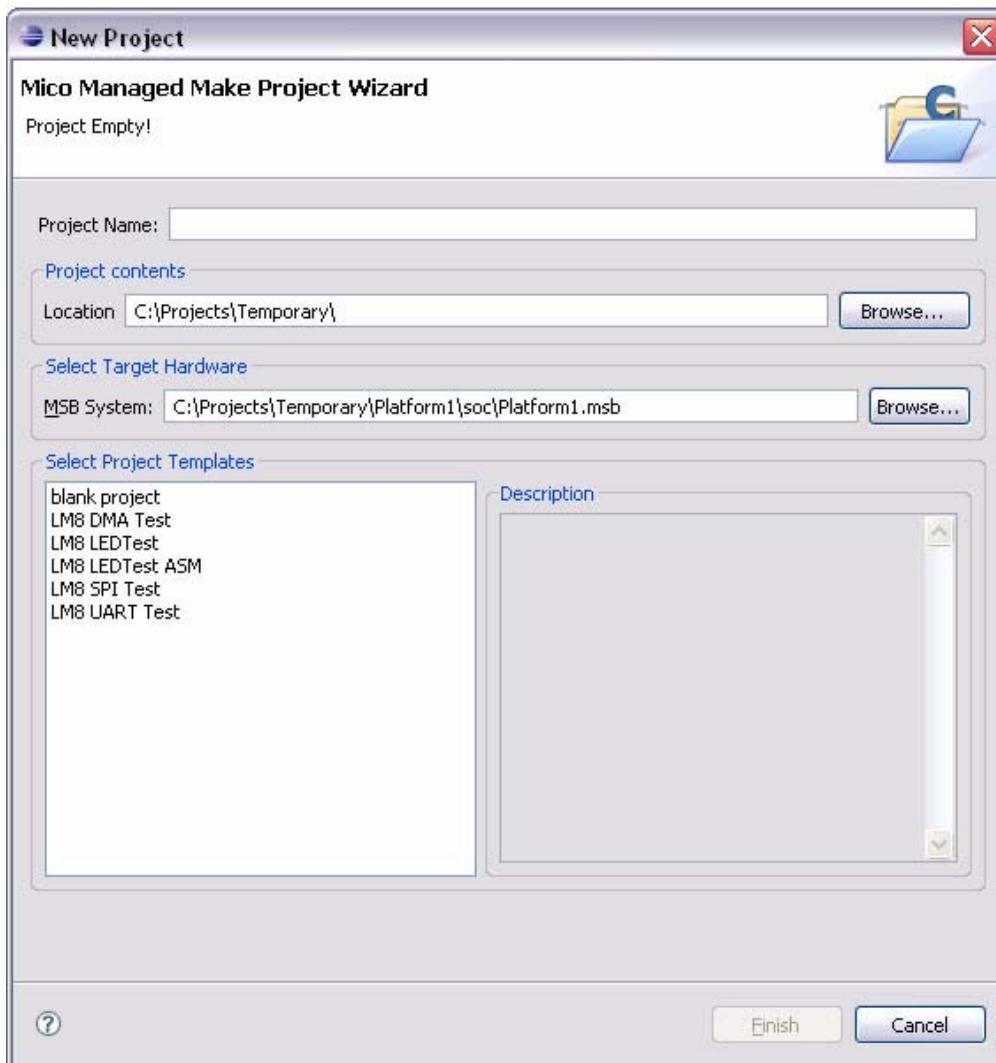 New Project
Mico Managed Make Project Wizard
Project Empty!
Project Name:
Project contents
Location C:\Projects\Temporary\ Browse...
Select Target Hardware
MSB System: C:\Projects\Temporary\Platform1\soc\Platform1.msb Browse...
Select Project Templates
blank project
LM8 DMA Test
LM8 LEDTest
LM8 LEDTest ASM
LM8 SPI Test
LM8 UART Test
Description
Finish Cancel